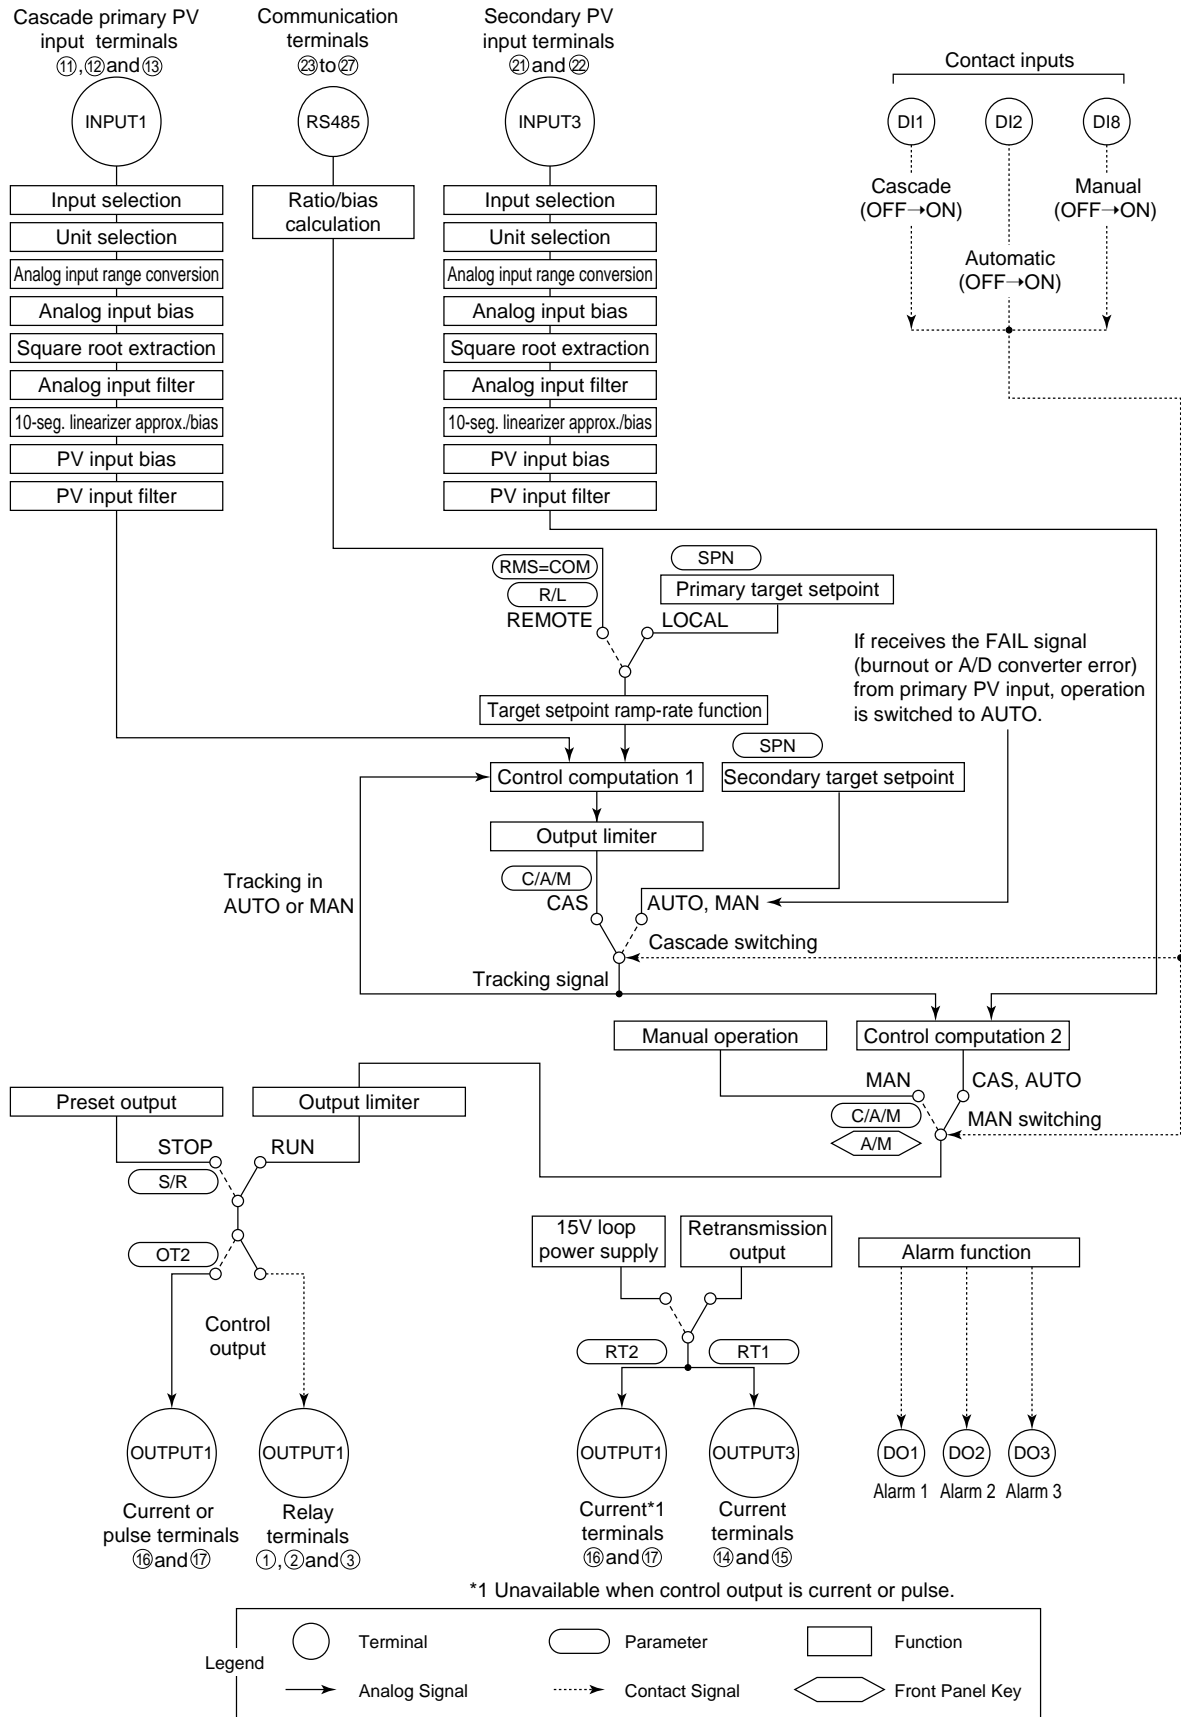 Cascade primary PV
input terminals
⑪,⑫and⑬
Communication
terminals
㉓to㉗
Secondary PV
input terminals
㉑and㉒
Contact inputs
INPUT1
RS485
INPUT3
DI1
DI2
DI8
Cascade
(OFF→ON)
Manual
(OFF→ON)
Automatic
(OFF→ON)
Input selection
Unit selection
Analog input range conversion
Analog input bias
Square root extraction
Analog input filter
10-seg. linearizer approx./bias
PV input bias
PV input filter
Ratio/bias
calculation
Input selection
Unit selection
Analog input range conversion
Analog input bias
Square root extraction
Analog input filter
10-seg. linearizer approx./bias
PV input bias
PV input filter
RMS=COM
R/L
REMOTE
SPN
Primary target setpoint
LOCAL
If receives the FAIL signal
(burnout or A/D converter error)
from primary PV input, operation
is switched to AUTO.
Target setpoint ramp-rate function
SPN
Control computation 1
Secondary target setpoint
Output limiter
Tracking in
AUTO or MAN
C/A/M
CAS
AUTO, MAN
Cascade switching
Tracking signal
Manual operation
Control computation 2
MAN
CAS, AUTO
C/A/M
A/M
MAN switching
Preset output
Output limiter
STOP
RUN
S/R
OT2
Control
output
15V loop
power supply
Retransmission
output
Alarm function
RT2
RT1
OUTPUT1
OUTPUT1
OUTPUT1
OUTPUT3
DO1
DO2
DO3
Alarm 1
Alarm 2
Alarm 3
Current or
pulse terminals
⑯and⑰
Relay
terminals
①,②and③
Current*1
terminals
⑯and⑰
Current
terminals
⑭and⑮
*1 Unavailable when control output is current or pulse.
Legend
Terminal
Parameter
Function
Analog Signal
Contact Signal
Front Panel Key